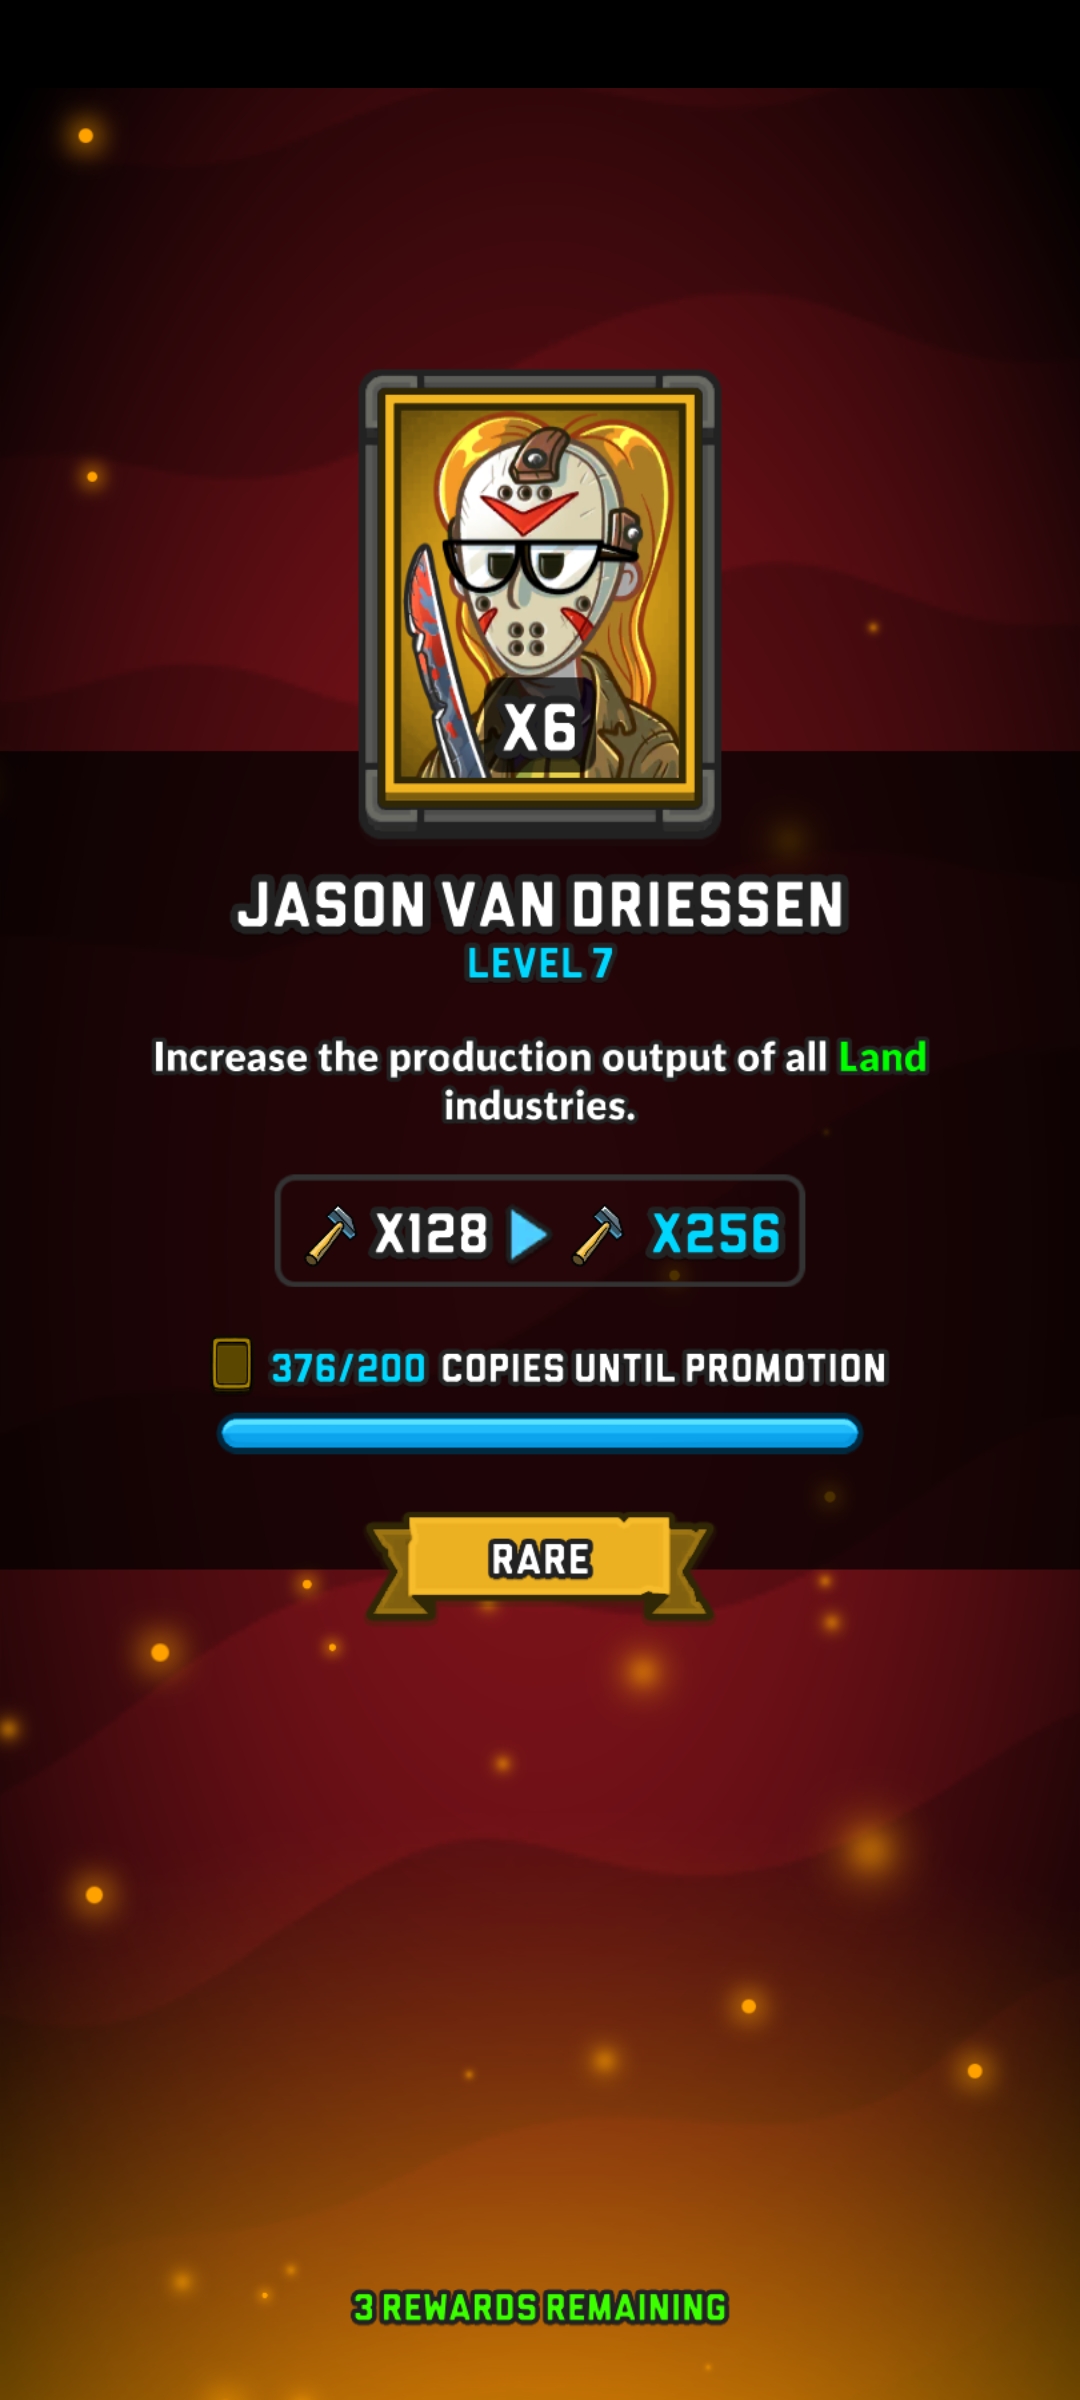 X6
JASON VAN DRIESSEN
LEVEL 7
Increase the production output of all Land
industries.
X128 X256
376/200 COPIES UNTIL PROMOTION
RARE
3 REWARDS REMAINING